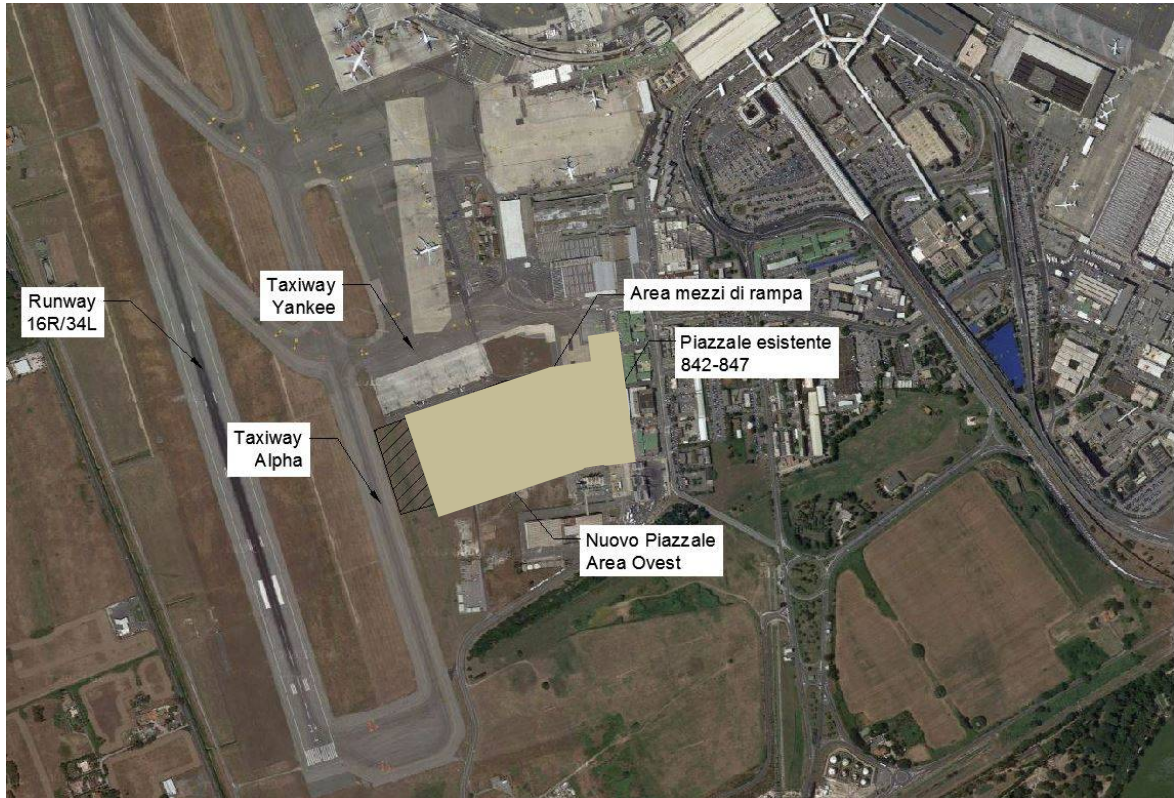 Runway
16R/34L
Taxiway
Yankee
Area mezzi di rampa
Piazzale esistente
842-847
Taxiway
Alpha
Nuovo Piazzale
Area Ovest